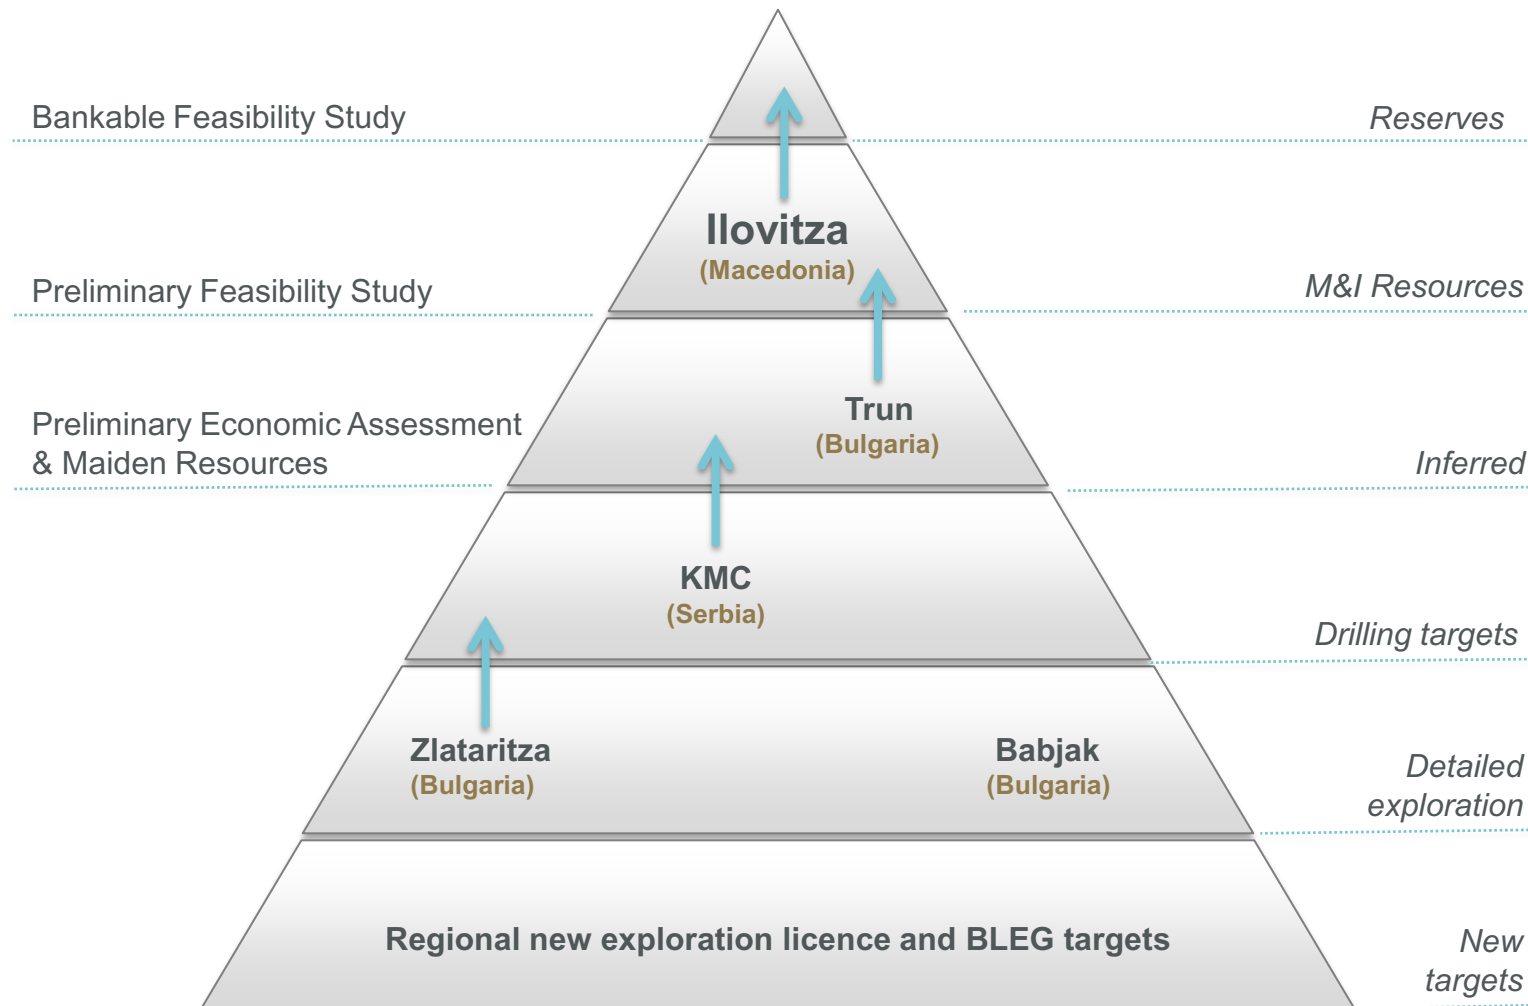 Bankable Feasibility Study
Reserves
Ilovitza
(Macedonia)
Preliminary Feasibility Study
M&I Resources
Trun
(Bulgaria)
Preliminary Economic Assessment
& Maiden Resources
Inferred
KMC
(Serbia)
Drilling targets
Zlataritza
(Bulgaria)
Babjak
(Bulgaria)
Detailed
exploration
Regional new exploration licence and BLEG targets
New
targets